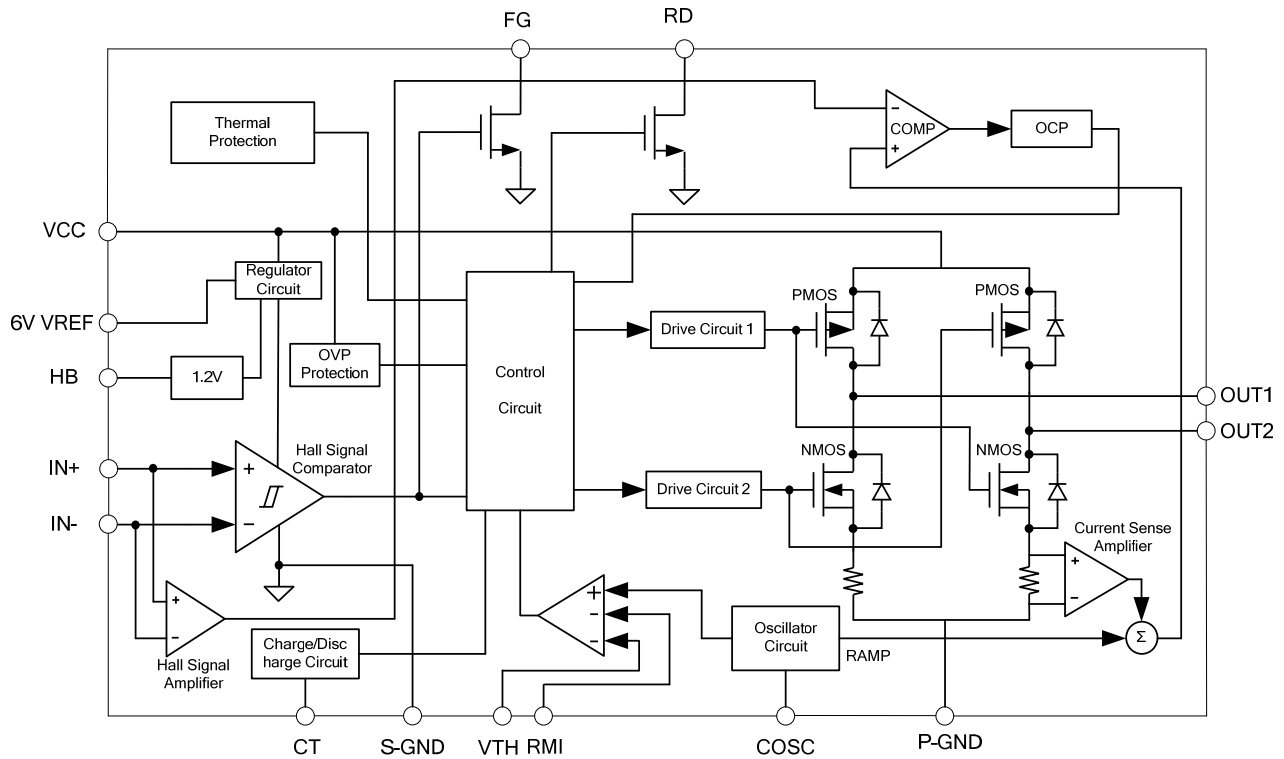 FG
RD
Thermal
Protection
−
COMP
+
OCP
VCC
Regulator
Circuit
6V VREF
PMOS
PMOS
Drive Circuit 1
OVP
Protection
HB
1.2V
Control
Circuit
OUT1
OUT2
Hall Signal
Comparator
NMOS
NMOS
IN+
+
Drive Circuit 2
IN-
−
Current Sense
Amplifier
+
−
+
−
+
-
-
Oscillator
Circuit
RAMP
Σ
Charge/Disc
harge Circuit
Hall Signal
Amplifier
CT
S-GND
VTH
RMI
COSC
P-GND